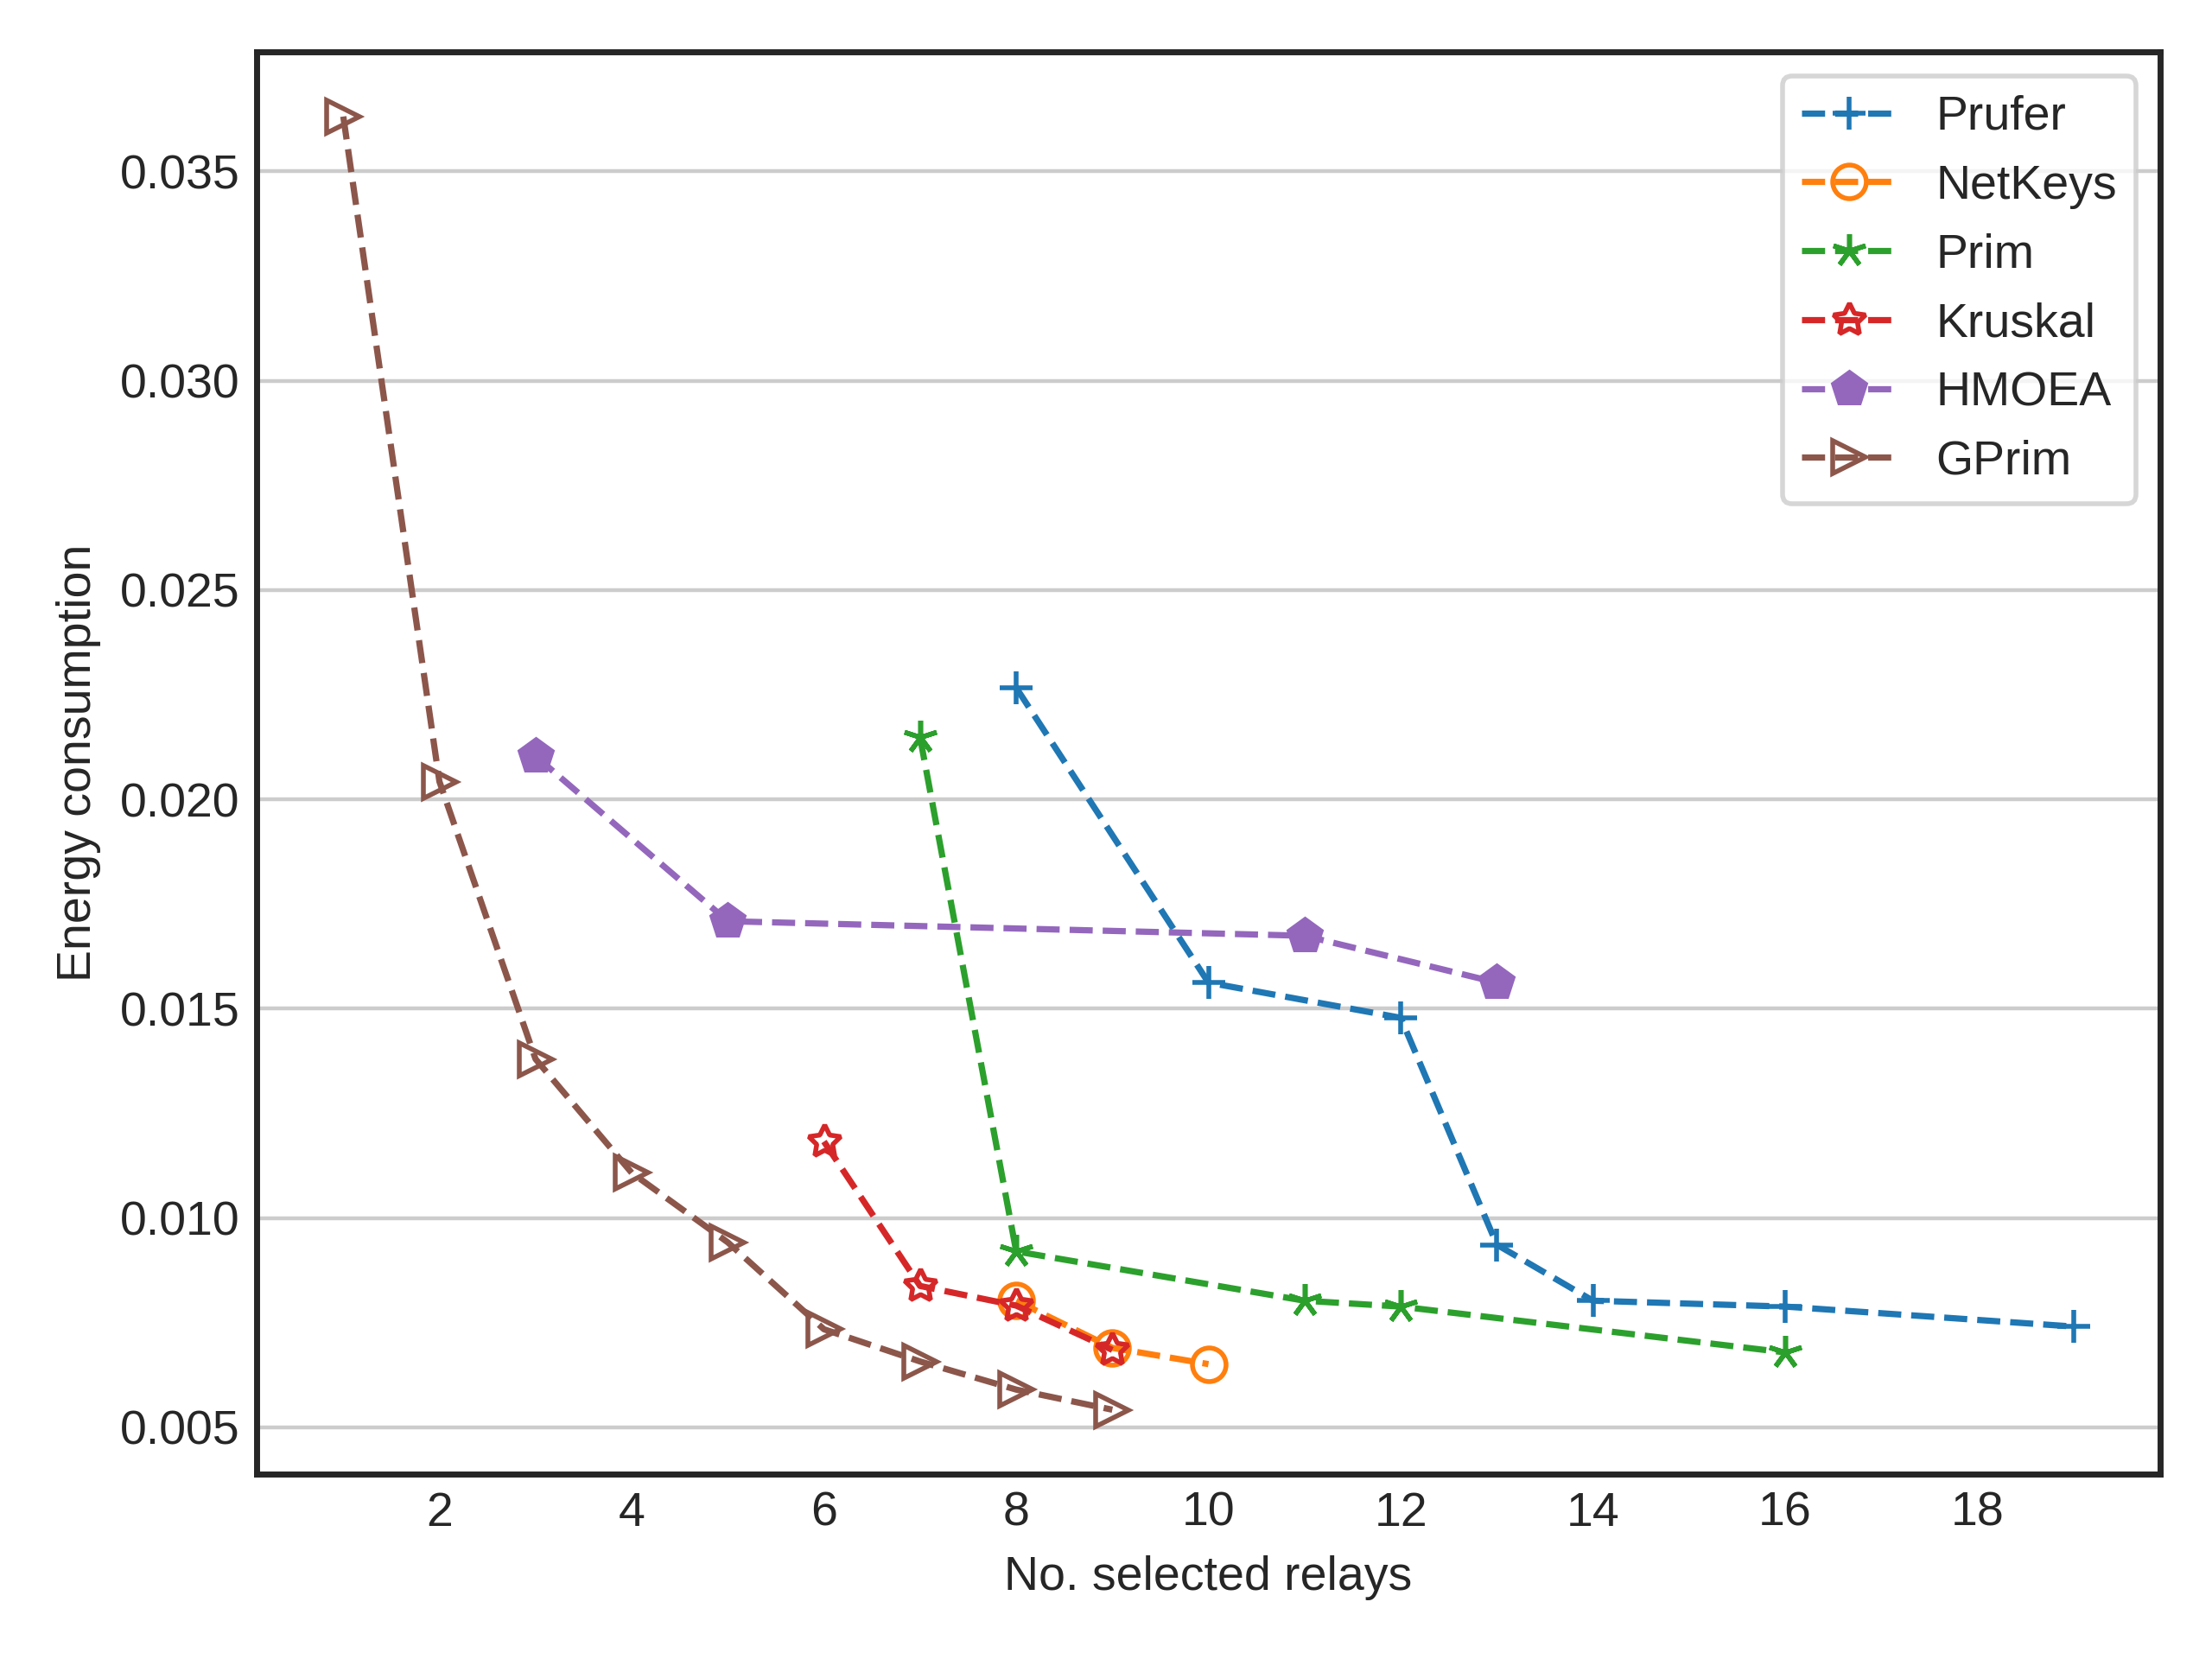 Prufer
NetKeys
Prim
Kruskal
HMOEA
GPrim
0.035
0.030
0.025
0.020
0.015
0.010
0.005
Energy consumption
2 4 6 8 10 12 14 16 18
No. selected relays